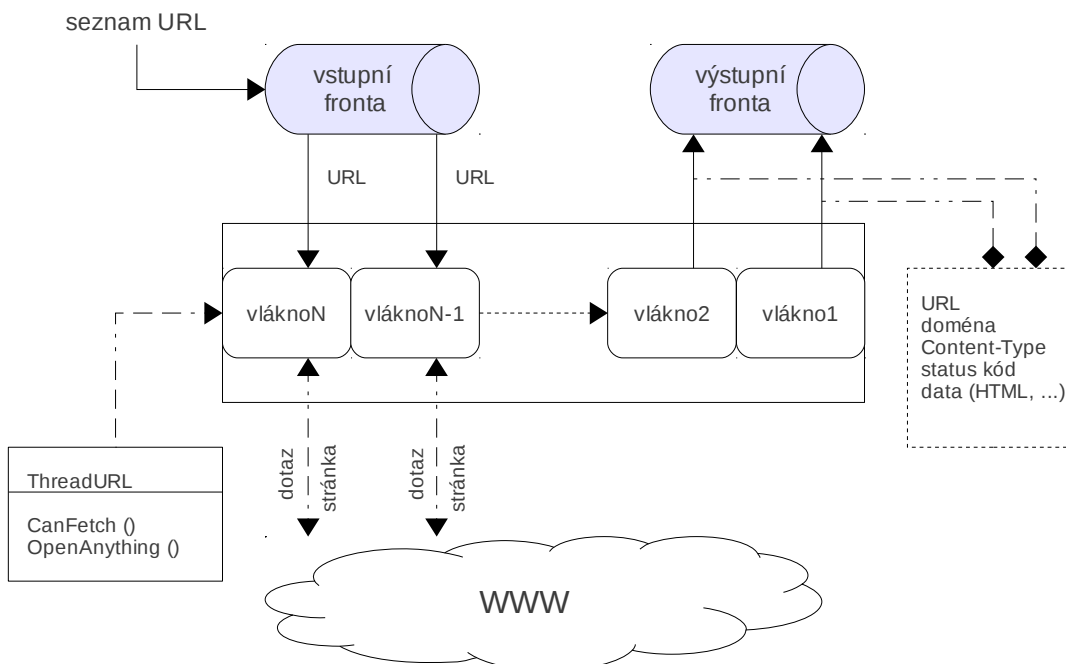 seznam URL
vstupní
fronta
výstupní
fronta
URL
URL
vláknoN
vláknoN-1
vlákno2
vlákno1
URL
doména
Content-Type
status kód
data (HTML, ...)
dotaz
stránka
dotaz
stránka
ThreadURL
CanFetch ()
OpenAnything ()
WWW